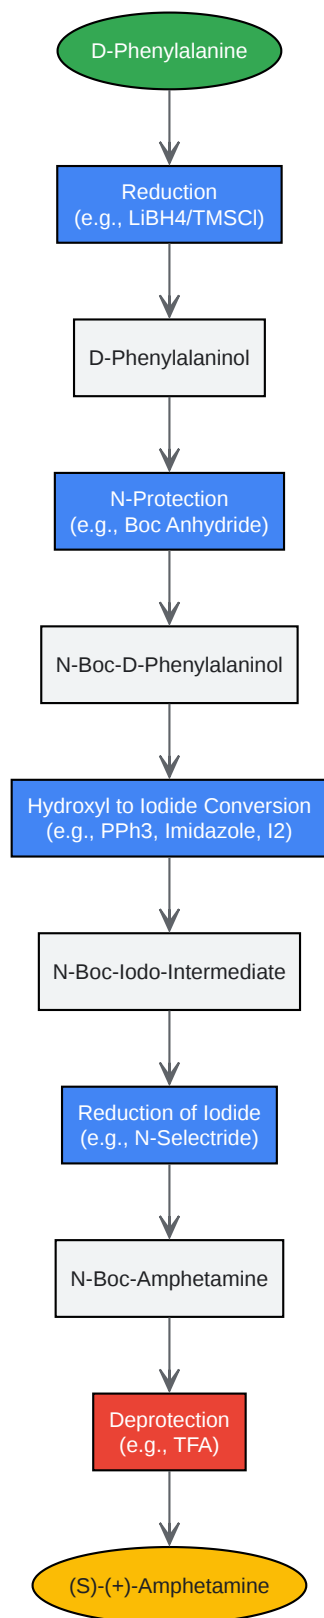 D-Phenylalanine
Reduction
(e.g., LiBH4/TMSCl)
D-Phenylalaninol
N-Protection
(e.g., Boc Anhydride)
N-Boc-D-Phenylalaninol
Hydroxyl to Iodide Conversion
(e.g., PPh3, Imidazole, I2)
N-Boc-Iodo-Intermediate
Reduction of Iodide
(e.g., N-Selectride)
N-Boc-Amphetamine
Deprotection
(e.g., TFA)
(S)-(+)-Amphetamine